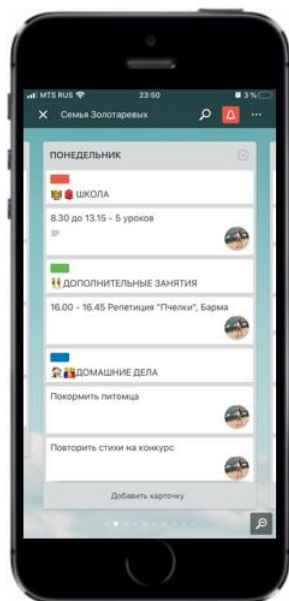 MTS RUS 23:50 3 %
Семья Золотаревых
ПОНЕДЕЛЬНИК
ШКОЛА
8.30 до 13.15 - 5 уроков
ДОПОЛНИТЕЛЬНЫЕ ЗАНЯТИЯ
16.00 - 16.45 Репетиция "Пчелки", Барма
ДОМАШНИЕ ДЕЛА
Покормить питомца
Повторить стихи на конкурс
Добавить карточку